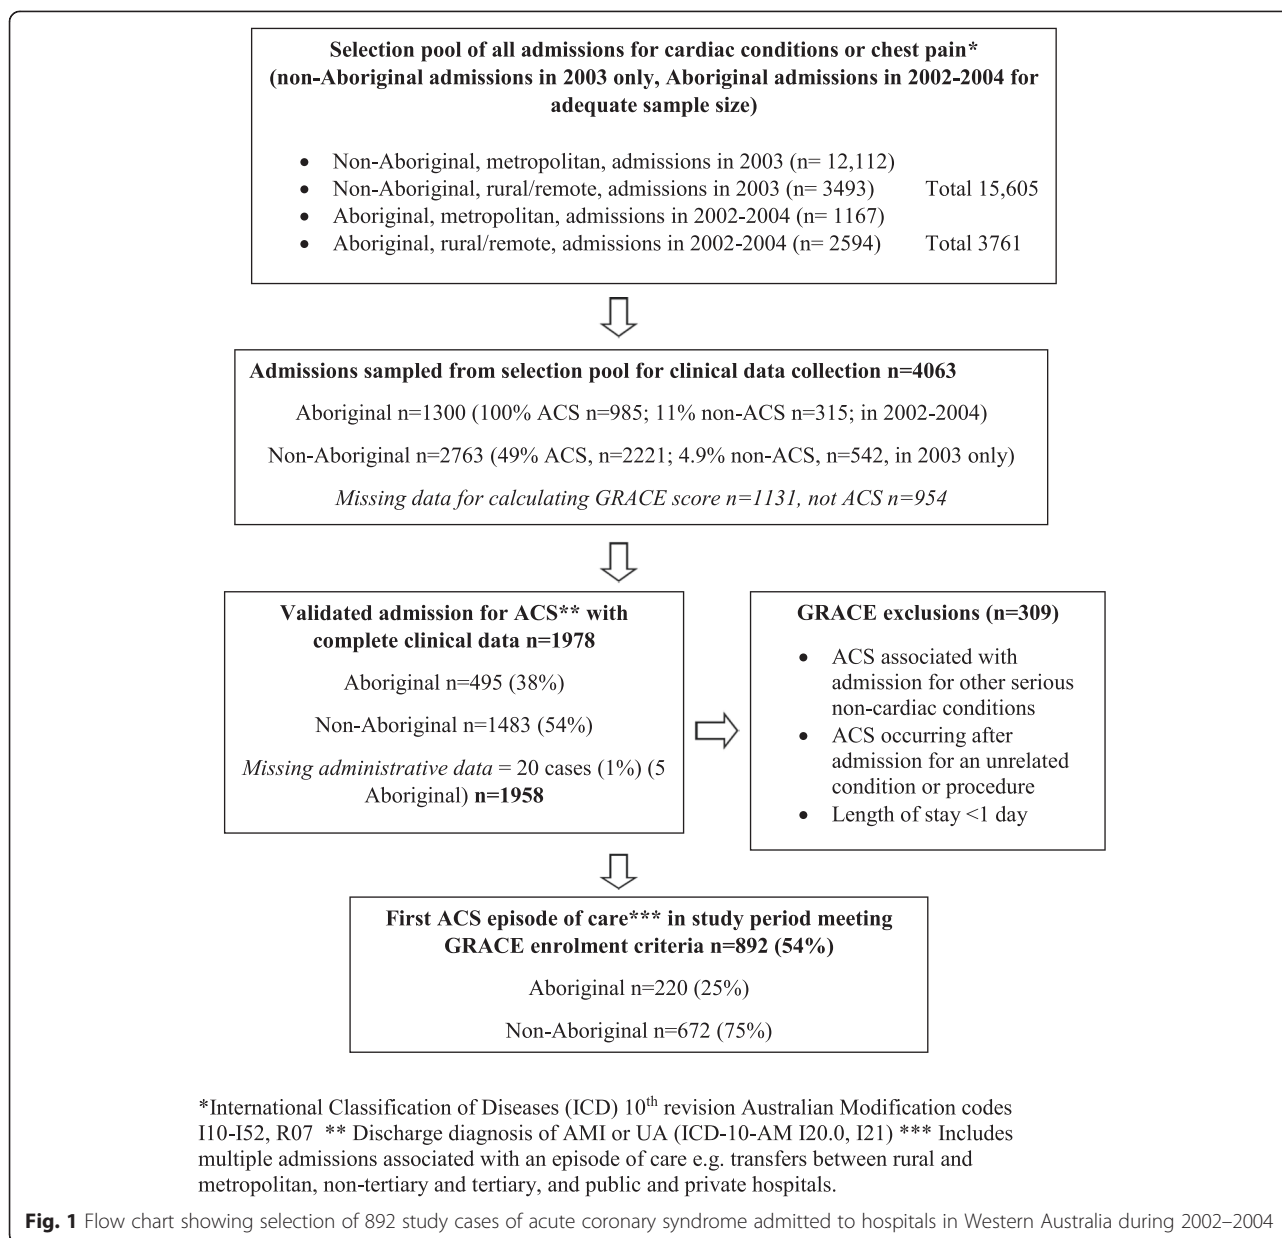 Selection pool of all admissions for cardiac conditions or chest pain*
(non-Aboriginal admissions in 2003 only, Aboriginal admissions in 2002-2004 for
adequate sample size)
• Non-Aboriginal, metropolitan, admissions in 2003 (n= 12,112)
• Non-Aboriginal, rural/remote, admissions in 2003 (n= 3493) Total 15,605
• Aboriginal, metropolitan, admissions in 2002-2004 (n= 1167)
• Aboriginal, rural/remote, admissions in 2002-2004 (n= 2594) Total 3761
Admissions sampled from selection pool for clinical data collection n=4063
Aboriginal n=1300 (100% ACS n=985; 11% non-ACS n=315; in 2002-2004)
Non-Aboriginal n=2763 (49% ACS, n=2221; 4.9% non-ACS, n=542, in 2003 only)
Missing data for calculating GRACE score n=1131, not ACS n=954
Validated admission for ACS** with
complete clinical data n=1978
Aboriginal n=495 (38%)
Non-Aboriginal n=1483 (54%)
Missing administrative data = 20 cases (1%) (5
Aboriginal) n=1958
GRACE exclusions (n=309)
• ACS associated with
admission for other serious
non-cardiac conditions
• ACS occurring after
admission for an unrelated
condition or procedure
• Length of stay <1 day
First ACS episode of care*** in study period meeting
GRACE enrolment criteria n=892 (54%)
Aboriginal n=220 (25%)
Non-Aboriginal n=672 (75%)
*International Classification of Diseases (ICD) 10th revision Australian Modification codes
I10-I52, R07 ** Discharge diagnosis of AMI or UA (ICD-10-AM I20.0, I21) *** Includes
multiple admissions associated with an episode of care e.g. transfers between rural and
metropolitan, non-tertiary and tertiary, and public and private hospitals.
Fig. 1 Flow chart showing selection of 892 study cases of acute coronary syndrome admitted to hospitals in Western Australia during 2002–2004